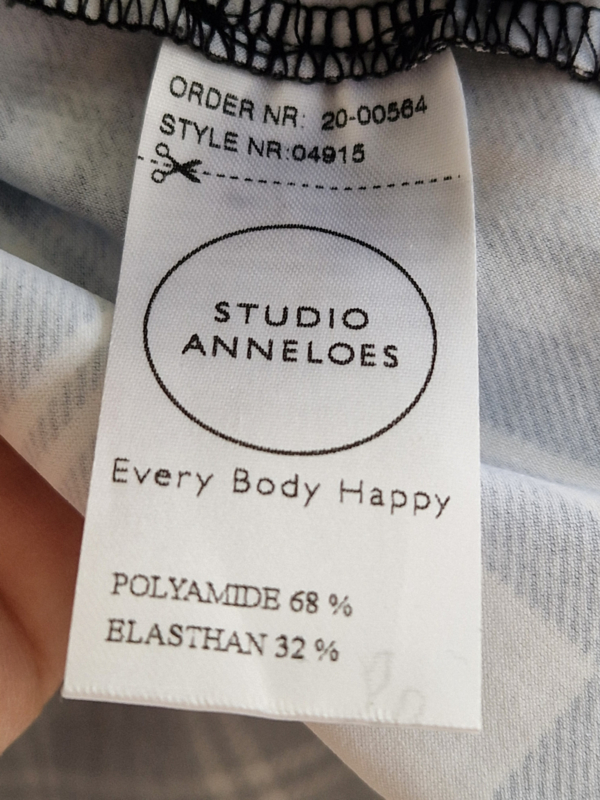 ORDER NR: 20-00564
STYLE NR:04915
STUDIO
ANNELOES
Every Body Happy
POLYAMIDE 68 %
ELASTHAN 32 %